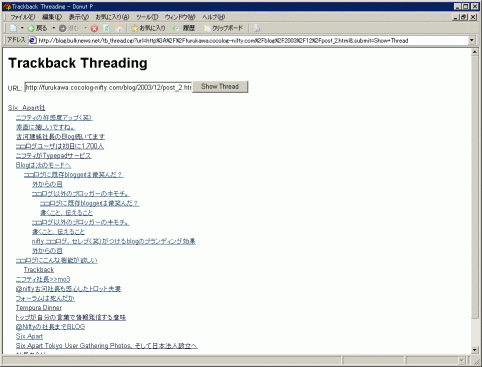 Trackback Threading - Donut P
ファイル(F) 編集(E) 表示(V) お気に入り(A) ツール(T) ウィンドウ(W) ヘルプ(H)
戻る お気に入り 履歴 クリップボード
アドレス http://blog.bulknews.net/tb_thread.cgi?url=http%3A%2F%2Ffurukawa.cocolog-nifty.com%2Fblog%2F2003%2F12%2Fpost_2.html&submit=Show+Thread
Trackback Threading
URL: http://furukawa.cocolog-nifty.com/blog/2003/12/post_2.htm Show Thread
Six Apart社
ニフティの好感度アップ(笑)
素直に嬉しいですね。
古河建純社長のBlog続いてます
ココログユーザは初日に1,700人
ニフティがTypepadサービス
Blogは次のモードへ
ココログに既存bloggerは微笑んだ？
外からの目
ココログ以外のブロッガーのキモチ。
ココログに既存bloggerは微笑んだ？
書くこと、伝えること
ココログ以外のブロッガーのキモチ。
書くこと、伝えること
nifty ココログ、セレブ(笑)がつけるblogのブランディング効果
外からの目
ココログにこんな機能が欲しい
Trackback
ニフティ社長>>mo3
@nifty古河社長も感心したトロット夫妻
フォーラムは死んだか
Tempura Dinner
トップが自分の言葉で情報発信する意味
@Niftyの社長までBLOG
Six Apart
Six Apart Tokyo User Gathering Photos、そして日本法人設立へ